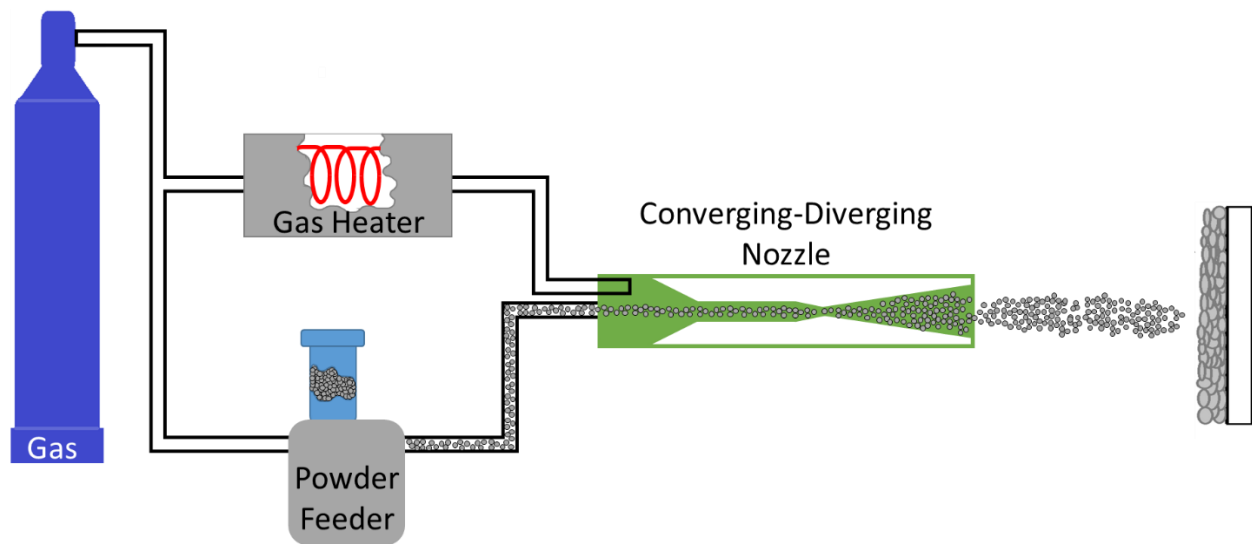 Gas Heater
Converging-Diverging
Nozzle
Gas
Powder
Feeder